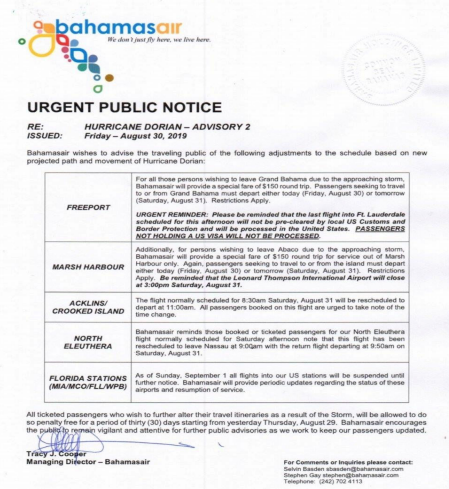 bahamasair
We don't just fly here, we live here.
URGENT PUBLIC NOTICE
RE: HURRICANE DORIAN – ADVISORY 2
ISSUED: Friday – August 30, 2019
Bahamasair wishes to advise the traveling public of the following adjustments to the schedule based on new
projected path and movement of Hurricane Dorian:
FREEPORT
For all those persons wishing to leave Grand Bahama due to the approaching storm,
Bahamasair will provide a special fare of $150 round trip. Passengers seeking to travel
to or from Grand Bahama must depart either today (Friday, August 30) or tomorrow
(Saturday, August 31). Restrictions Apply.
URGENT REMINDER: Please be reminded that the last flight into Ft. Lauderdale
scheduled for this afternoon will not be pre-cleared by local US Customs and
Border Protection and will be processed in the United States. PASSENGERS
NOT HOLDING A US VISA WILL NOT BE PROCESSED.
MARSH HARBOUR
Additionally, for persons wishing to leave Abaco due to the approaching storm,
Bahamasair will provide a special fare of $150 round trip for service out of Marsh
Harbour only. Again, passengers seeking to travel to or from the island must depart
either today (Friday, August 30) or tomorrow (Saturday, August 31). Restrictions
Apply. Be reminded that the Leonard Thompson International Airport will close
at 3:00pm Saturday, August 31.
ACKLINS/
CROOKED ISLAND
The flight normally scheduled for 8:30am Saturday, August 31 will be rescheduled to
depart at 11:00am. All passengers booked on this flight are urged to take note of the
time change.
NORTH
ELEUTHERA
Bahamasair reminds those booked or ticketed passengers for our North Eleuthera
flight normally scheduled for Saturday afternoon note that this flight has been
rescheduled to leave Nassau at 9:00am with the return flight departing at 9:50am on
Saturday, August 31.
FLORIDA STATIONS
(MIA/MCO/FLL/WPB)
As of Sunday, September 1 all flights into our US stations will be suspended until
further notice. Bahamasair will provide periodic updates regarding the status of these
airports and resumption of service.
All ticketed passengers who wish to further alter their travel itineraries as a result of the Storm, will be allowed to do
so penalty free for a period of thirty (30) days starting from yesterday Thursday, August 29. Bahamasair encourages
the public to remain vigilant and attentive for further public advisories as we work to keep our passengers updated.
Tracy J. Cooper
Managing Director – Bahamasair
For Comments or Inquiries please contact:
Selvin Basden sbasden@bahamasair.com
Stephen Gay stephen@bahamasair.com
Telephone: (242) 702 4113